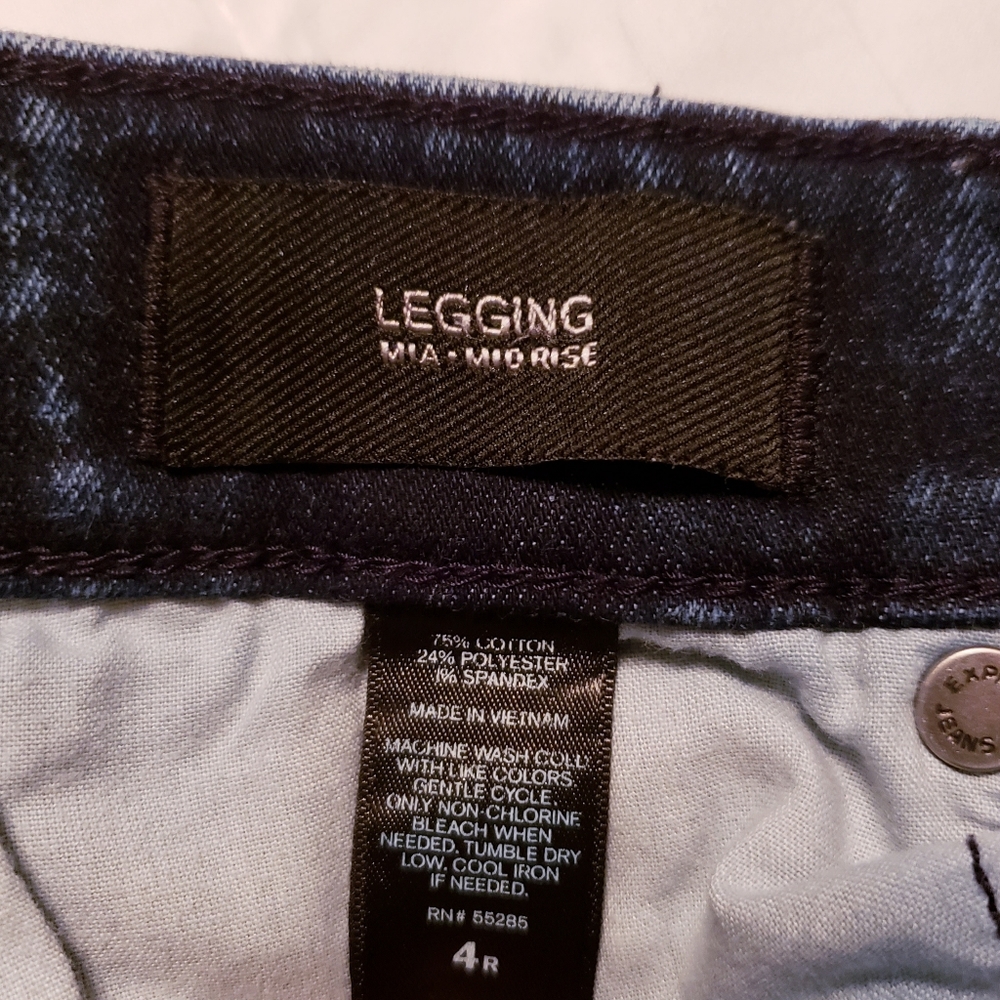 LEGGING
MIA • MID RISE
75% COTTON
24% POLYESTER
1% SPANDEX
MADE IN VIETNAM
MACHINE WASH COLD
WITH LIKE COLORS.
GENTLE CYCLE.
ONLY NON-CHLORINE
BLEACH WHEN
NEEDED. TUMBLE DRY
LOW. COOL IRON
IF NEEDED.
RN# 55285
4R
JEANS